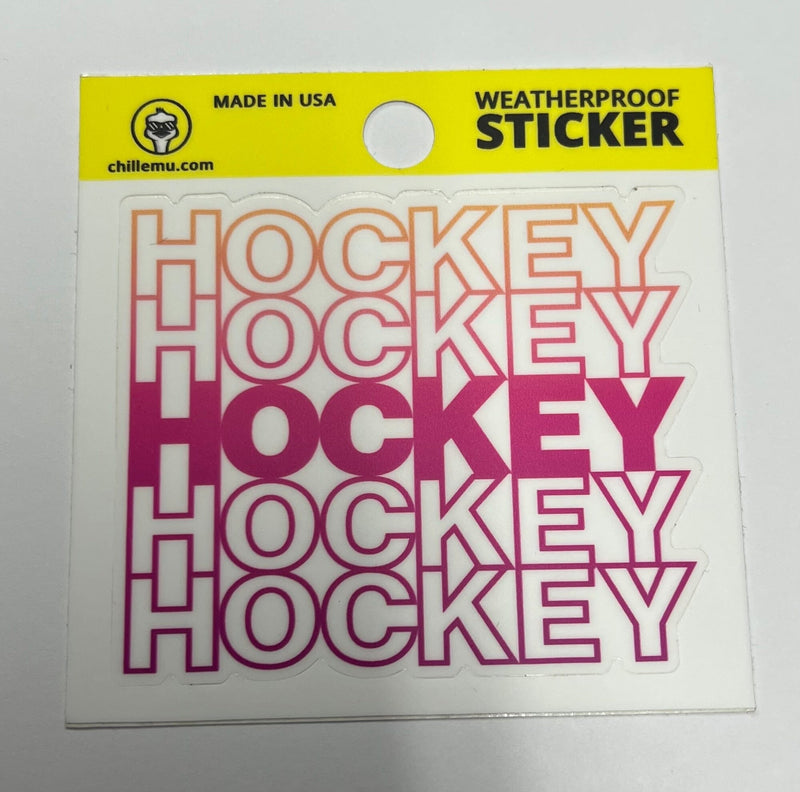 MADE IN USA
WEATHERPROOF
STICKER
chillemu.com
HOCKEY
HOCKEY
HOCKEY
HOCKEY
HOCKEY